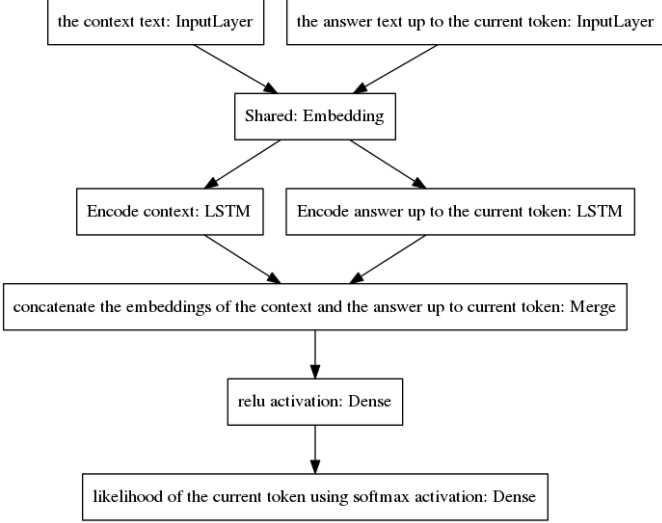 the context text: InputLayer
the answer text up to the current token: InputLayer
Shared: Embedding
Encode context: LSTM
Encode answer up to the current token: LSTM
concatenate the embeddings of the context and the answer up to current token: Merge
relu activation: Dense
likelihood of the current token using softmax activation: Dense